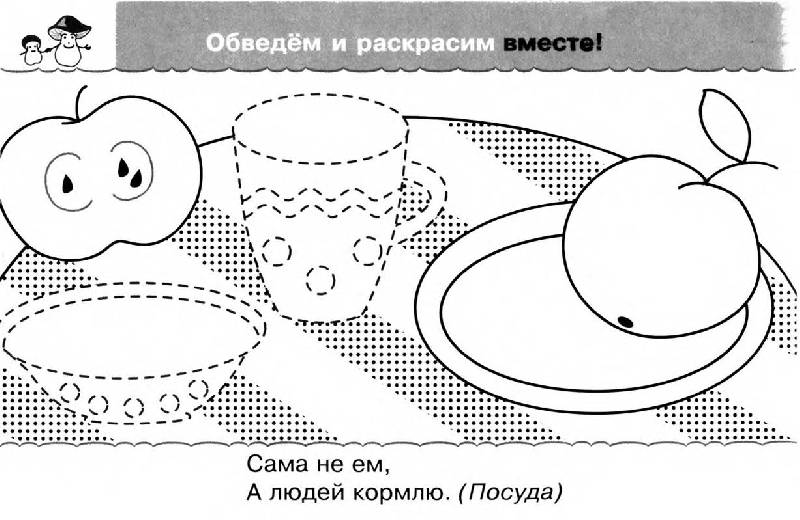 Обведём и раскрасим вместе!
Сама не ем,
А людей кормлю. (Посуда)